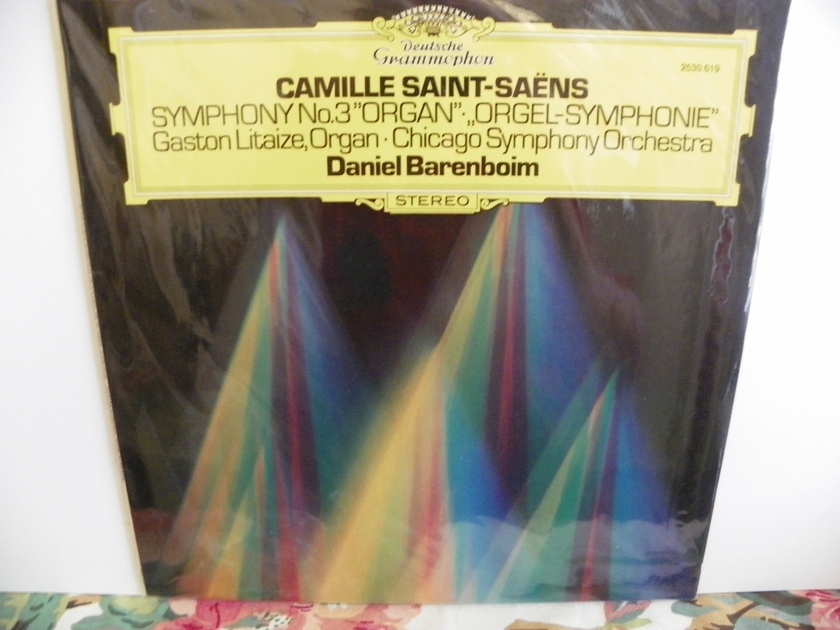 Deutsche
Grammophon
2530 619
CAMILLE SAINT-SAËNS
SYMPHONY No.3 "ORGAN"·„ORGEL-SYMPHONIE"
Gaston Litaize, Organ · Chicago Symphony Orchestra
Daniel Barenboim
STEREO